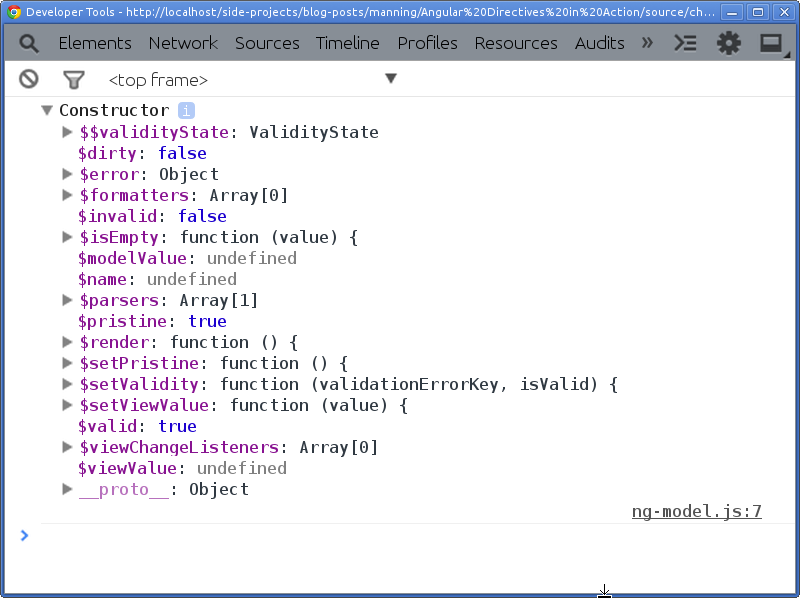 Developer Tools - http://localhost/side-projects/blog-posts/manning/Angular%20Directives%20in%20Action/source/ch...
Elements Network Sources Timeline Profiles Resources Audits »
<top frame>
Constructor i
$$validityState: ValidityState
$dirty: false
$error: Object
$formatters: Array[0]
$invalid: false
$isEmpty: function (value) {
$modelValue: undefined
$name: undefined
$parsers: Array[1]
$pristine: true
$render: function () {
$setPristine: function () {
$setValidity: function (validationErrorKey, isValid) {
$setViewValue: function (value) {
$valid: true
$viewChangeListeners: Array[0]
$viewValue: undefined
__proto__: Object
ng-model.js:7
>